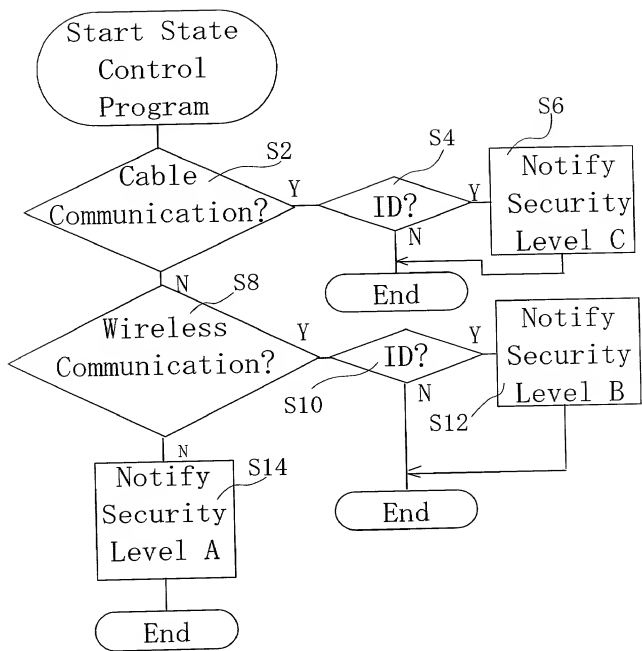 Start State
Control
Program
S2
Cable
Communication?
Y
S4
ID?
Y
N
S6
Notify
Security
Level C
End
N
S8
Wireless
Communication?
Y
S10
ID?
Y
N
S12
Notify
Security
Level B
End
N
S14
Notify
Security
Level A
End